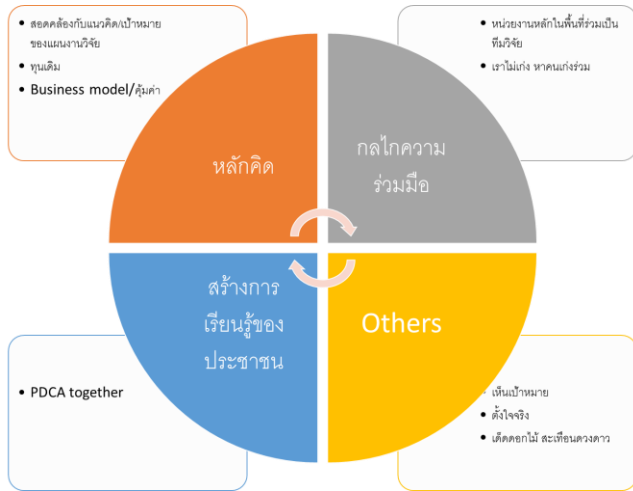 • สอดคล้องกับแนวคิด/เป้าหมาย
ของแผนงานวิจัย
• ทุนเดิม
• Business model/คุ้มค่า
• หน่วยงานหลักในพื้นที่ร่วมเป็น
ทีมวิจัย
• เราไม่เก่ง หาคนเก่งร่วม
หลักคิด
กลไกความ
ร่วมมือ
สร้างการ
เรียนรู้ของ
ประชาชน
Others
• PDCA together
• เห็นเป้าหมาย
• ตั้งใจจริง
• เด็ดดอกไม้ สะเทือนดวงดาว